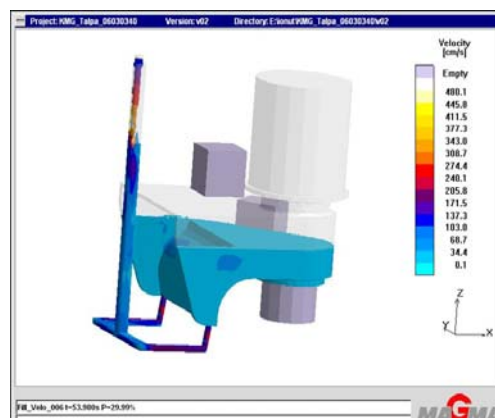 Project: KMG_Talpa_06030340 Version: v02 Directory: E:\ionut\KMG_Talpa_06030340\v02
Velocity
[cm/s]
Empty
480.1
445.8
411.5
377.3
343.0
308.7
274.4
240.1
205.8
171.5
137.3
103.0
68.7
34.4
0.1
Z
Y
X
Fill_Velo_006 t=53.980s P=29.99%
MAGMA